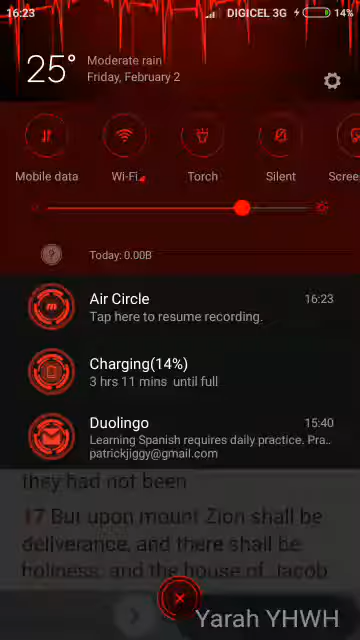 16:23 DIGICEL 3G 14%
25° Moderate rain
Friday, February 2
Mobile data Wi-Fi Torch Silent Scree
Today: 0.00B
Air Circle 16:23
Tap here to resume recording.
Charging(14%)
3 hrs 11 mins until full
Duolingo 15:40
Learning Spanish requires daily practice. Pra..
patrickjiggy@gmail.com
they had not been
17 But upon mount Zion shall be
deliverance, and there shall be
holiness; and the house of Jacob
Yarah YHWH